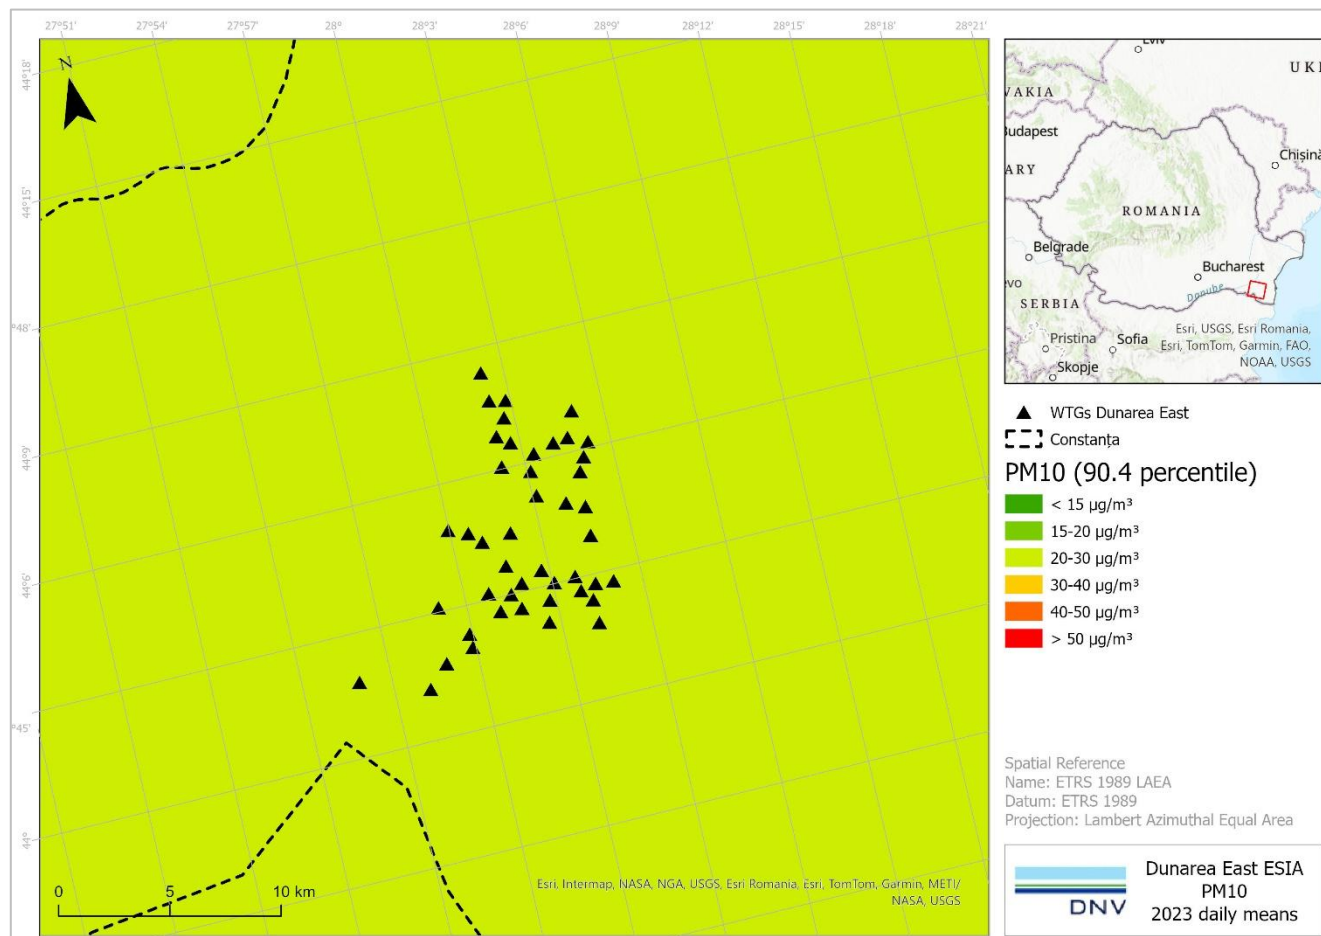 27°51' 27°54' 27°57' 28° 28°3' 28°6' 28°9' 28°12' 28°15' 28°18' 28°21'
44°18'
44°15'
°48'
44°6'
°45'
44°
N
0 5 10 km
Esri, Intermap, NASA, NGA, USGS, Esri Romania, Esri, TomTom, Garmin, METI/
NASA, USGS
UKI
VAKIA
Budapest
ARY
Chișină
ROMANIA
Belgrade
Bucharest
Danube
evo
SERBIA
Pristina
Sofia
Skopje
Esri, USGS, Esri Romania,
Esri, TomTom, Garmin, FAO,
NOAA, USGS
WTGs Dunarea East
Constanța
PM10 (90.4 percentile)
< 15 µg/m³
15-20 µg/m³
20-30 µg/m³
30-40 µg/m³
40-50 µg/m³
> 50 µg/m³
Spatial Reference
Name: ETRS 1989 LAEA
Datum: ETRS 1989
Projection: Lambert Azimuthal Equal Area
DNV
Dunarea East ESIA
PM10
2023 daily means